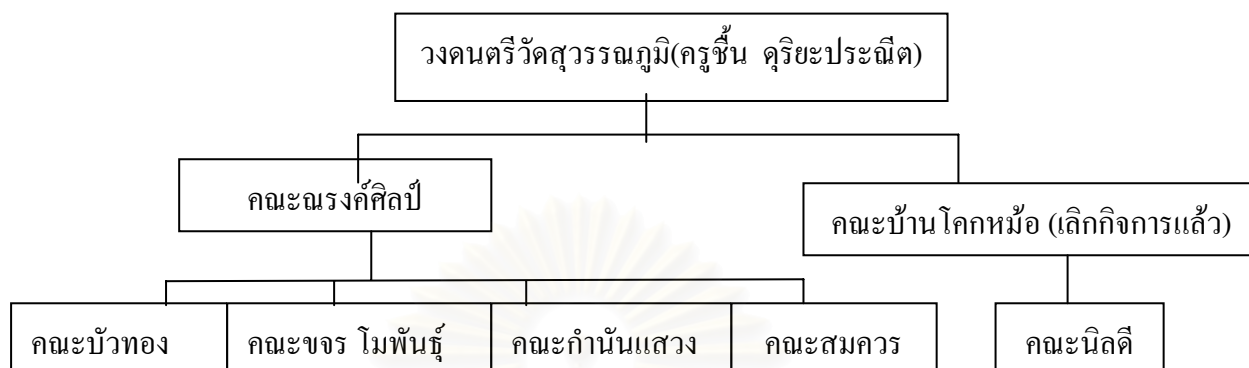 วงดนตรีวัดสุวรรณภูมิ(ครูชื้น ดุริยะประณีต)
คณะณรงค์ศิลป์
คณะบ้านโคกหม้อ (เลิกกิจการแล้ว)
คณะบัวทอง
คณะขจร โมพันธุ์
คณะกำนันแสวง
คณะสมควร
คณะนิลดี